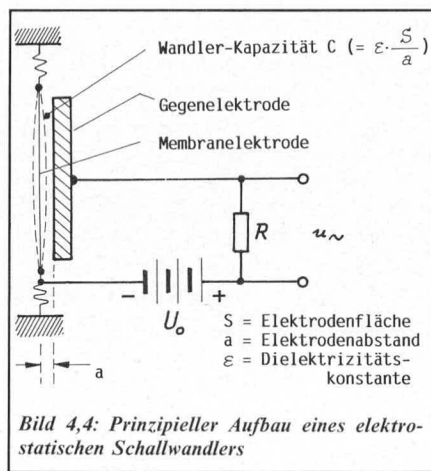 Wandler-Kapazität C (= ε · S/a)
Gegenelektrode
Membranelektrode
R
u~
- +
U₀
S = Elektrodenfläche
a = Elektrodenabstand
ε = Dielektrizitäts-
konstante
a
Bild 4,4: Prinzipieller Aufbau eines elektro-
statischen Schallwandlers